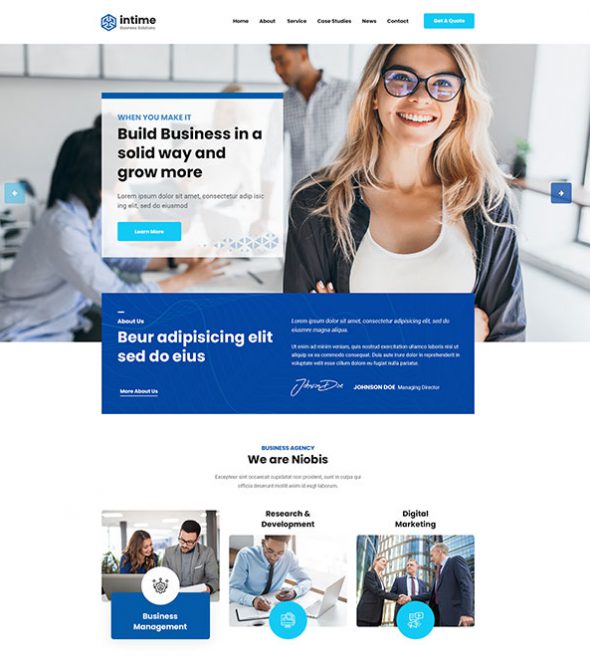 intime
Business Solutions
Home About Service Case Studies News Contact Get A Quote
WHEN YOU MAKE IT
Build Business in a
solid way and
grow more
Lorem ipsum dolor sit amet, consectetur adip isic
ing elit, sed do eiusmod
Learn More
About Us
Beur adipisicing elit
sed do eius
More About Us
Lorem ipsum dolor sit amet, consectetur adipisicing elit, sed do
eiusmre magna aliqua.
Ut enim ad minim veniam, quis nostrud exercitation ullamco laboris nisi ut
aliquip ex ea commodo consequat. Duis aute irure dolor in reprehenderit in
voluptate velit esse cillum dolore eu fugiat nulla pariatur.
JohnsonDoe
JOHNSON DOE Managing Director
BUSINESS AGENCY
We are Niobis
Excepteur sint occaecat cupidatat non proident, sunt in culpa qui
officia deserunt mollit anim id est laborum.
Business
Management
Research &
Development
Digital
Marketing